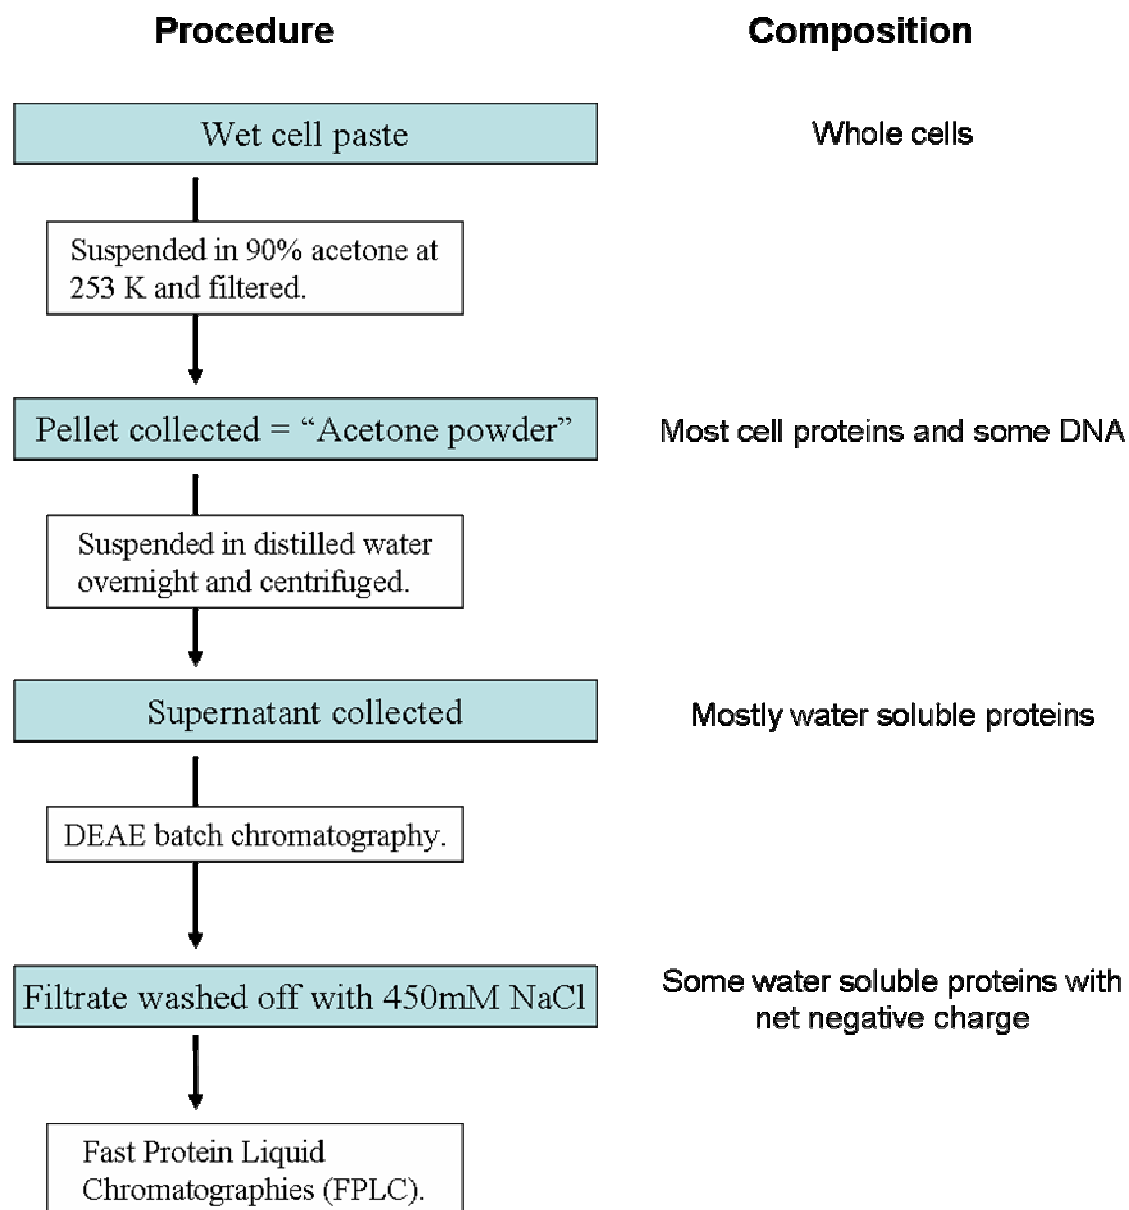 Procedure
Composition
Wet cell paste
Whole cells
Suspended in 90% acetone at
253 K and filtered.
Pellet collected = “Acetone powder”
Most cell proteins and some DNA
Suspended in distilled water
overnight and centrifuged.
Supernatant collected
Mostly water soluble proteins
DEAE batch chromatography.
Filtrate washed off with 450mM NaCl
Some water soluble proteins with
net negative charge
Fast Protein Liquid
Chromatographies (FPLC).